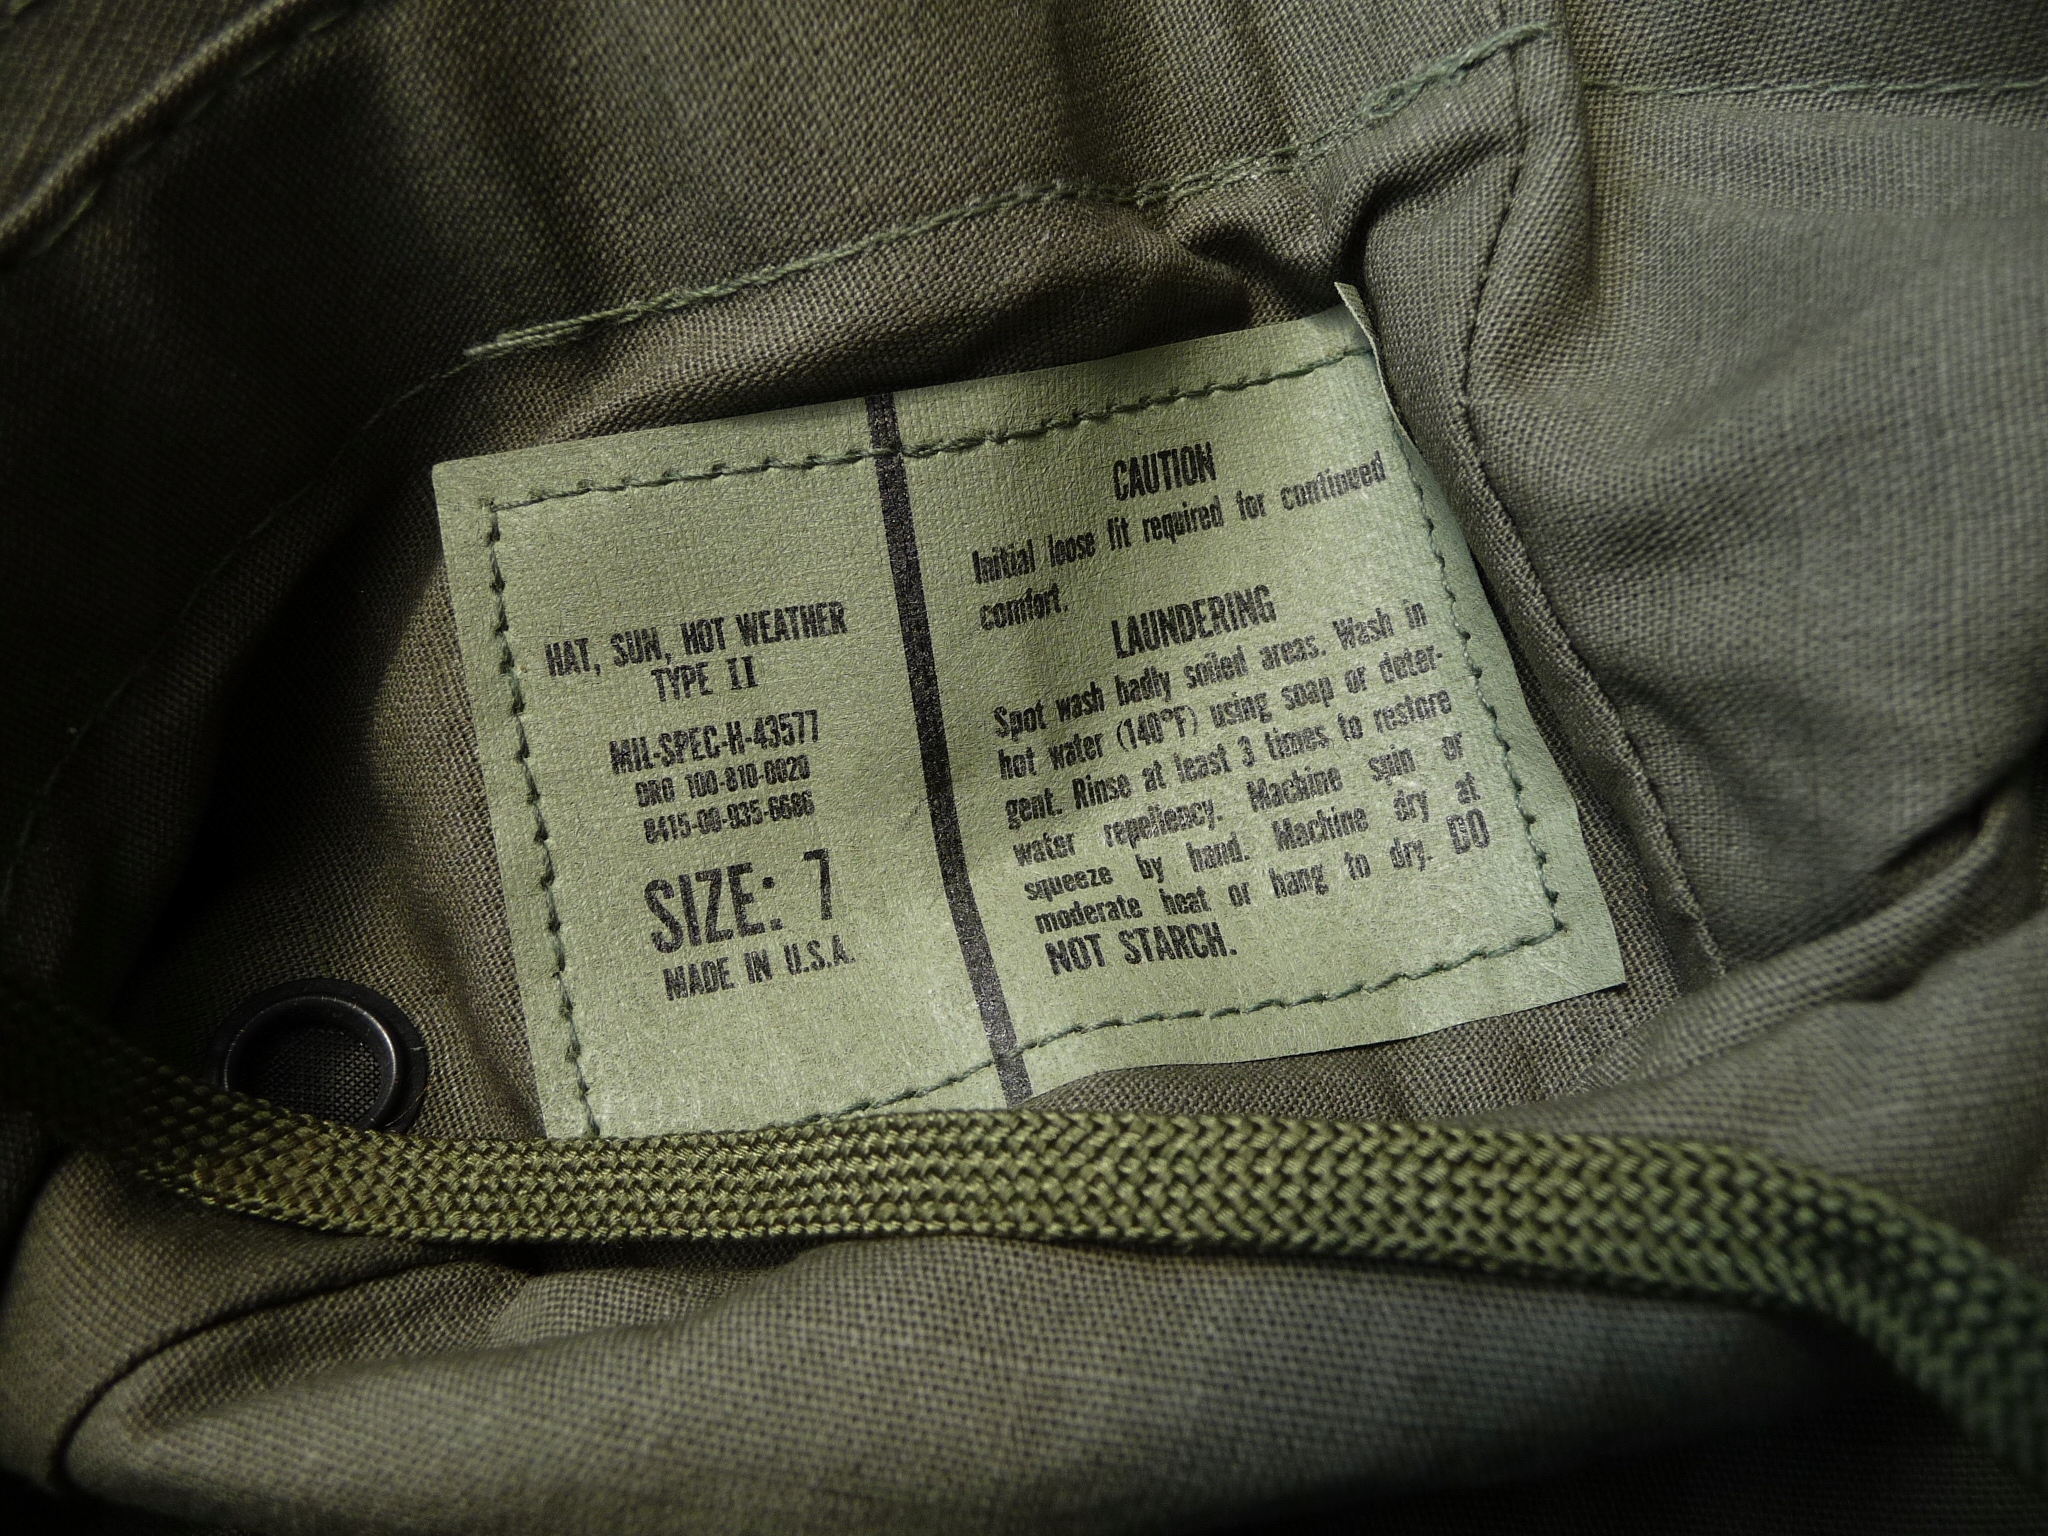 HAT, SUN, HOT WEATHER
TYPE II
MIL-SPEC-H-43577
DRO 100-810-0020
8415-00-935-6686
SIZE: 7
MADE IN U.S.A.
CAUTION
Initial loose fit required for continued
comfort.
LAUNDERING
Spot wash badly soiled areas. Wash in
hot water (140°F) using soap or deter-
gent. Rinse at least 3 times to restore
water repellency. Machine spin or
squeeze by hand. Machine dry at
moderate heat or hang to dry. DO
NOT STARCH.